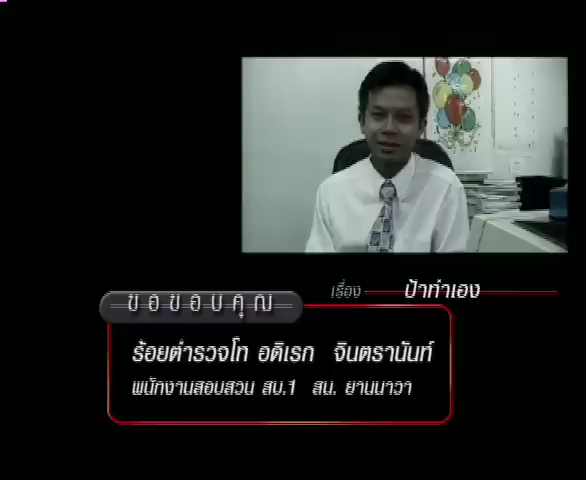 เรื่อง ป้าทำเอง
ขอขอบคุณ
ร้อยตำรวจโท อดิเรก จินตรานันท์
พนักงานสอบสวน สบ.1 สน. ยานนาวา